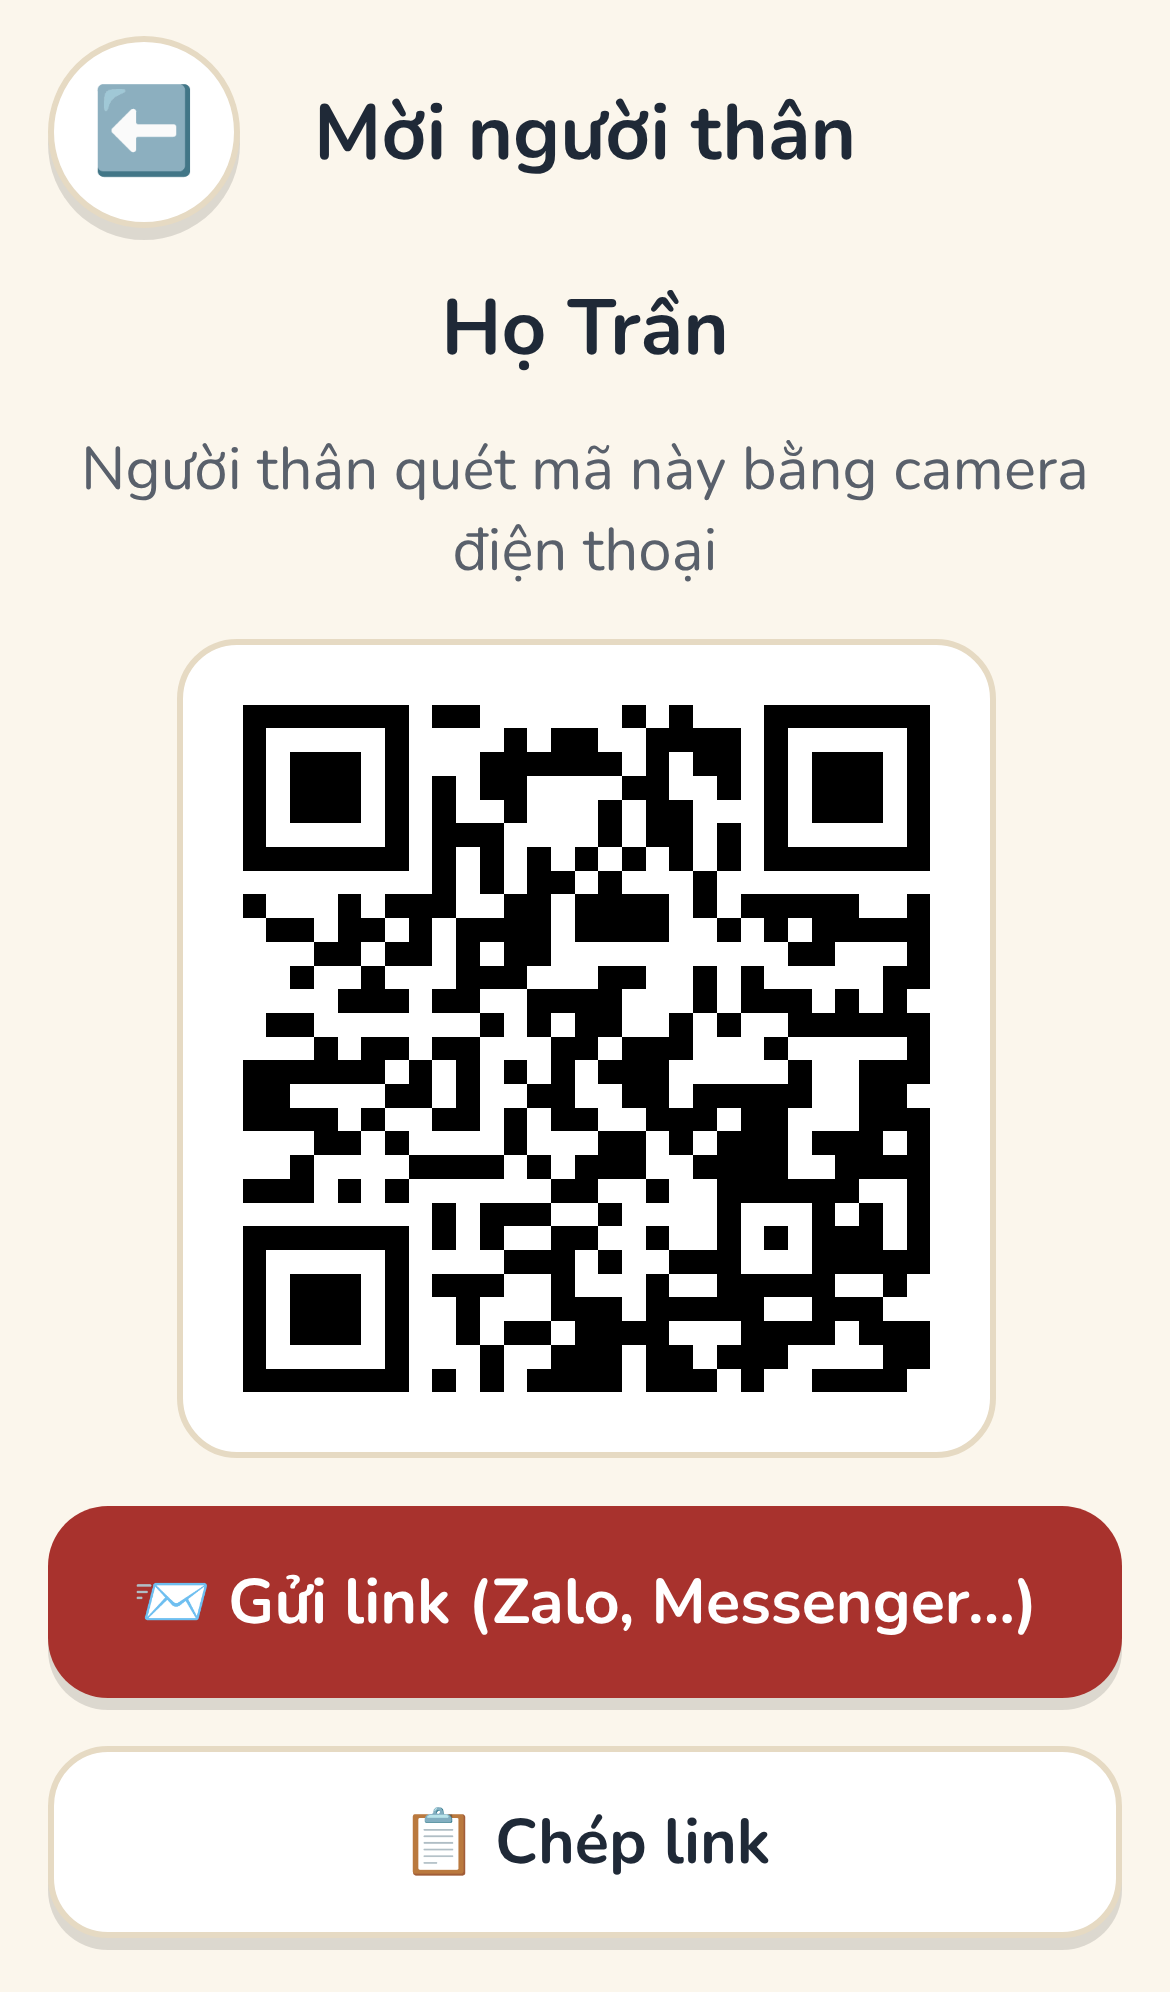 Mời người thân
Họ Trần
Người thân quét mã này bằng camera
điện thoại
Gửi link (Zalo, Messenger...)
Chép link